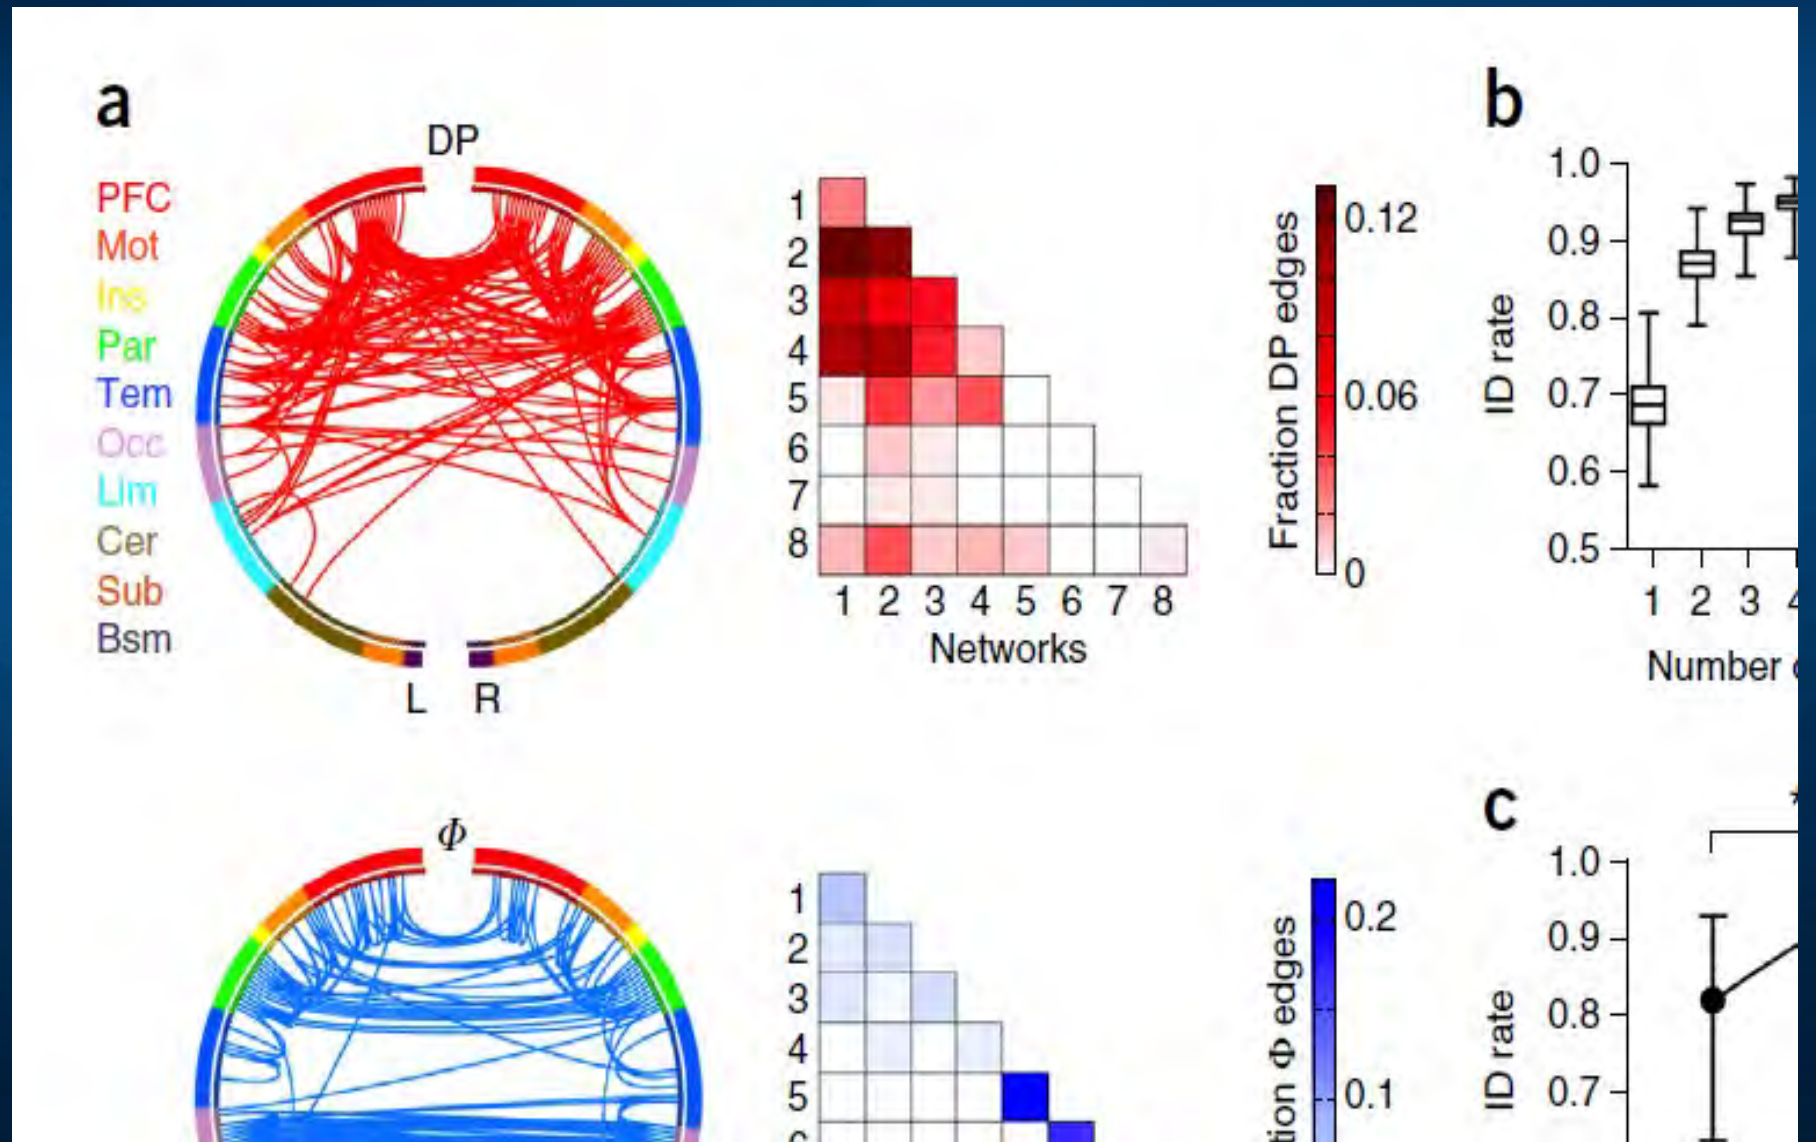 a
DP
PFC
Mot
Ins
Par
Tem
Occ
Lim
Cer
Sub
Bsm
L R
1
2
3
4
5
6
7
8
1 2 3 4 5 6 7 8
Networks
Fraction DP edges
0.12
0.06
0
b
ID rate
1.0
0.9
0.8
0.7
0.6
0.5
1 2 3 4
Number
Φ
1
2
3
4
5
6
Φ edges
0.2
0.1
c
*
ID rate
1.0
0.9
0.8
0.7